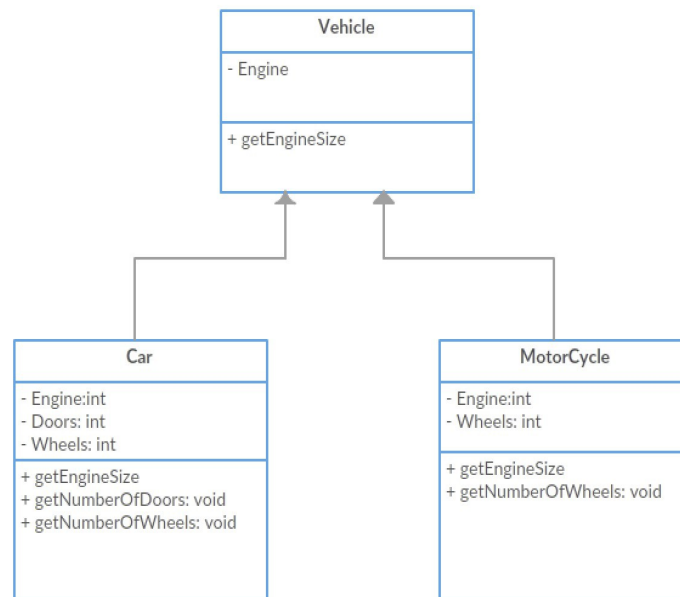 Vehicle
- Engine
+ getEngineSize
Car
- Engine:int
- Doors: int
- Wheels: int
+ getEngineSize
+ getNumberOfDoors: void
+ getNumberOfWheels: void
MotorCycle
- Engine:int
- Wheels: int
+ getEngineSize
+ getNumberOfWheels: void